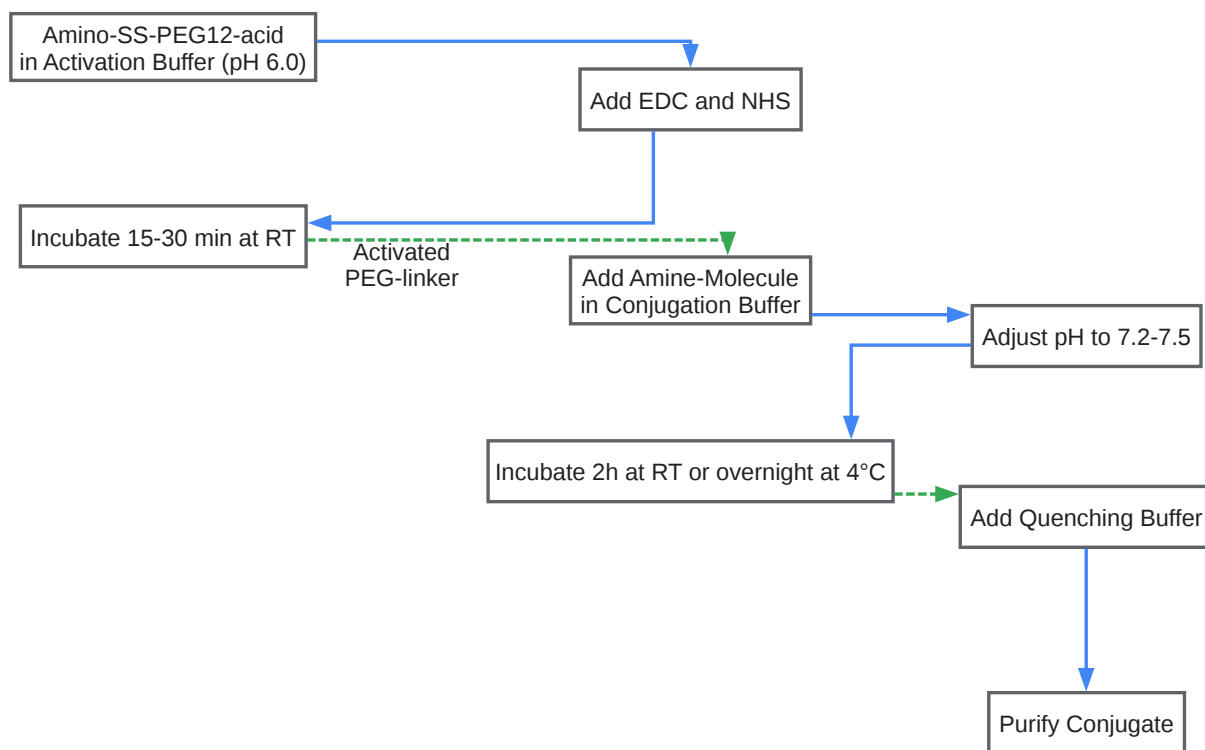 Amino-SS-PEG12-acid
in Activation Buffer (pH 6.0)
Add EDC and NHS
Incubate 15-30 min at RT
Activated
PEG-linker
Add Amine-Molecule
in Conjugation Buffer
Adjust pH to 7.2-7.5
Incubate 2h at RT or overnight at 4°C
Add Quenching Buffer
Purify Conjugate